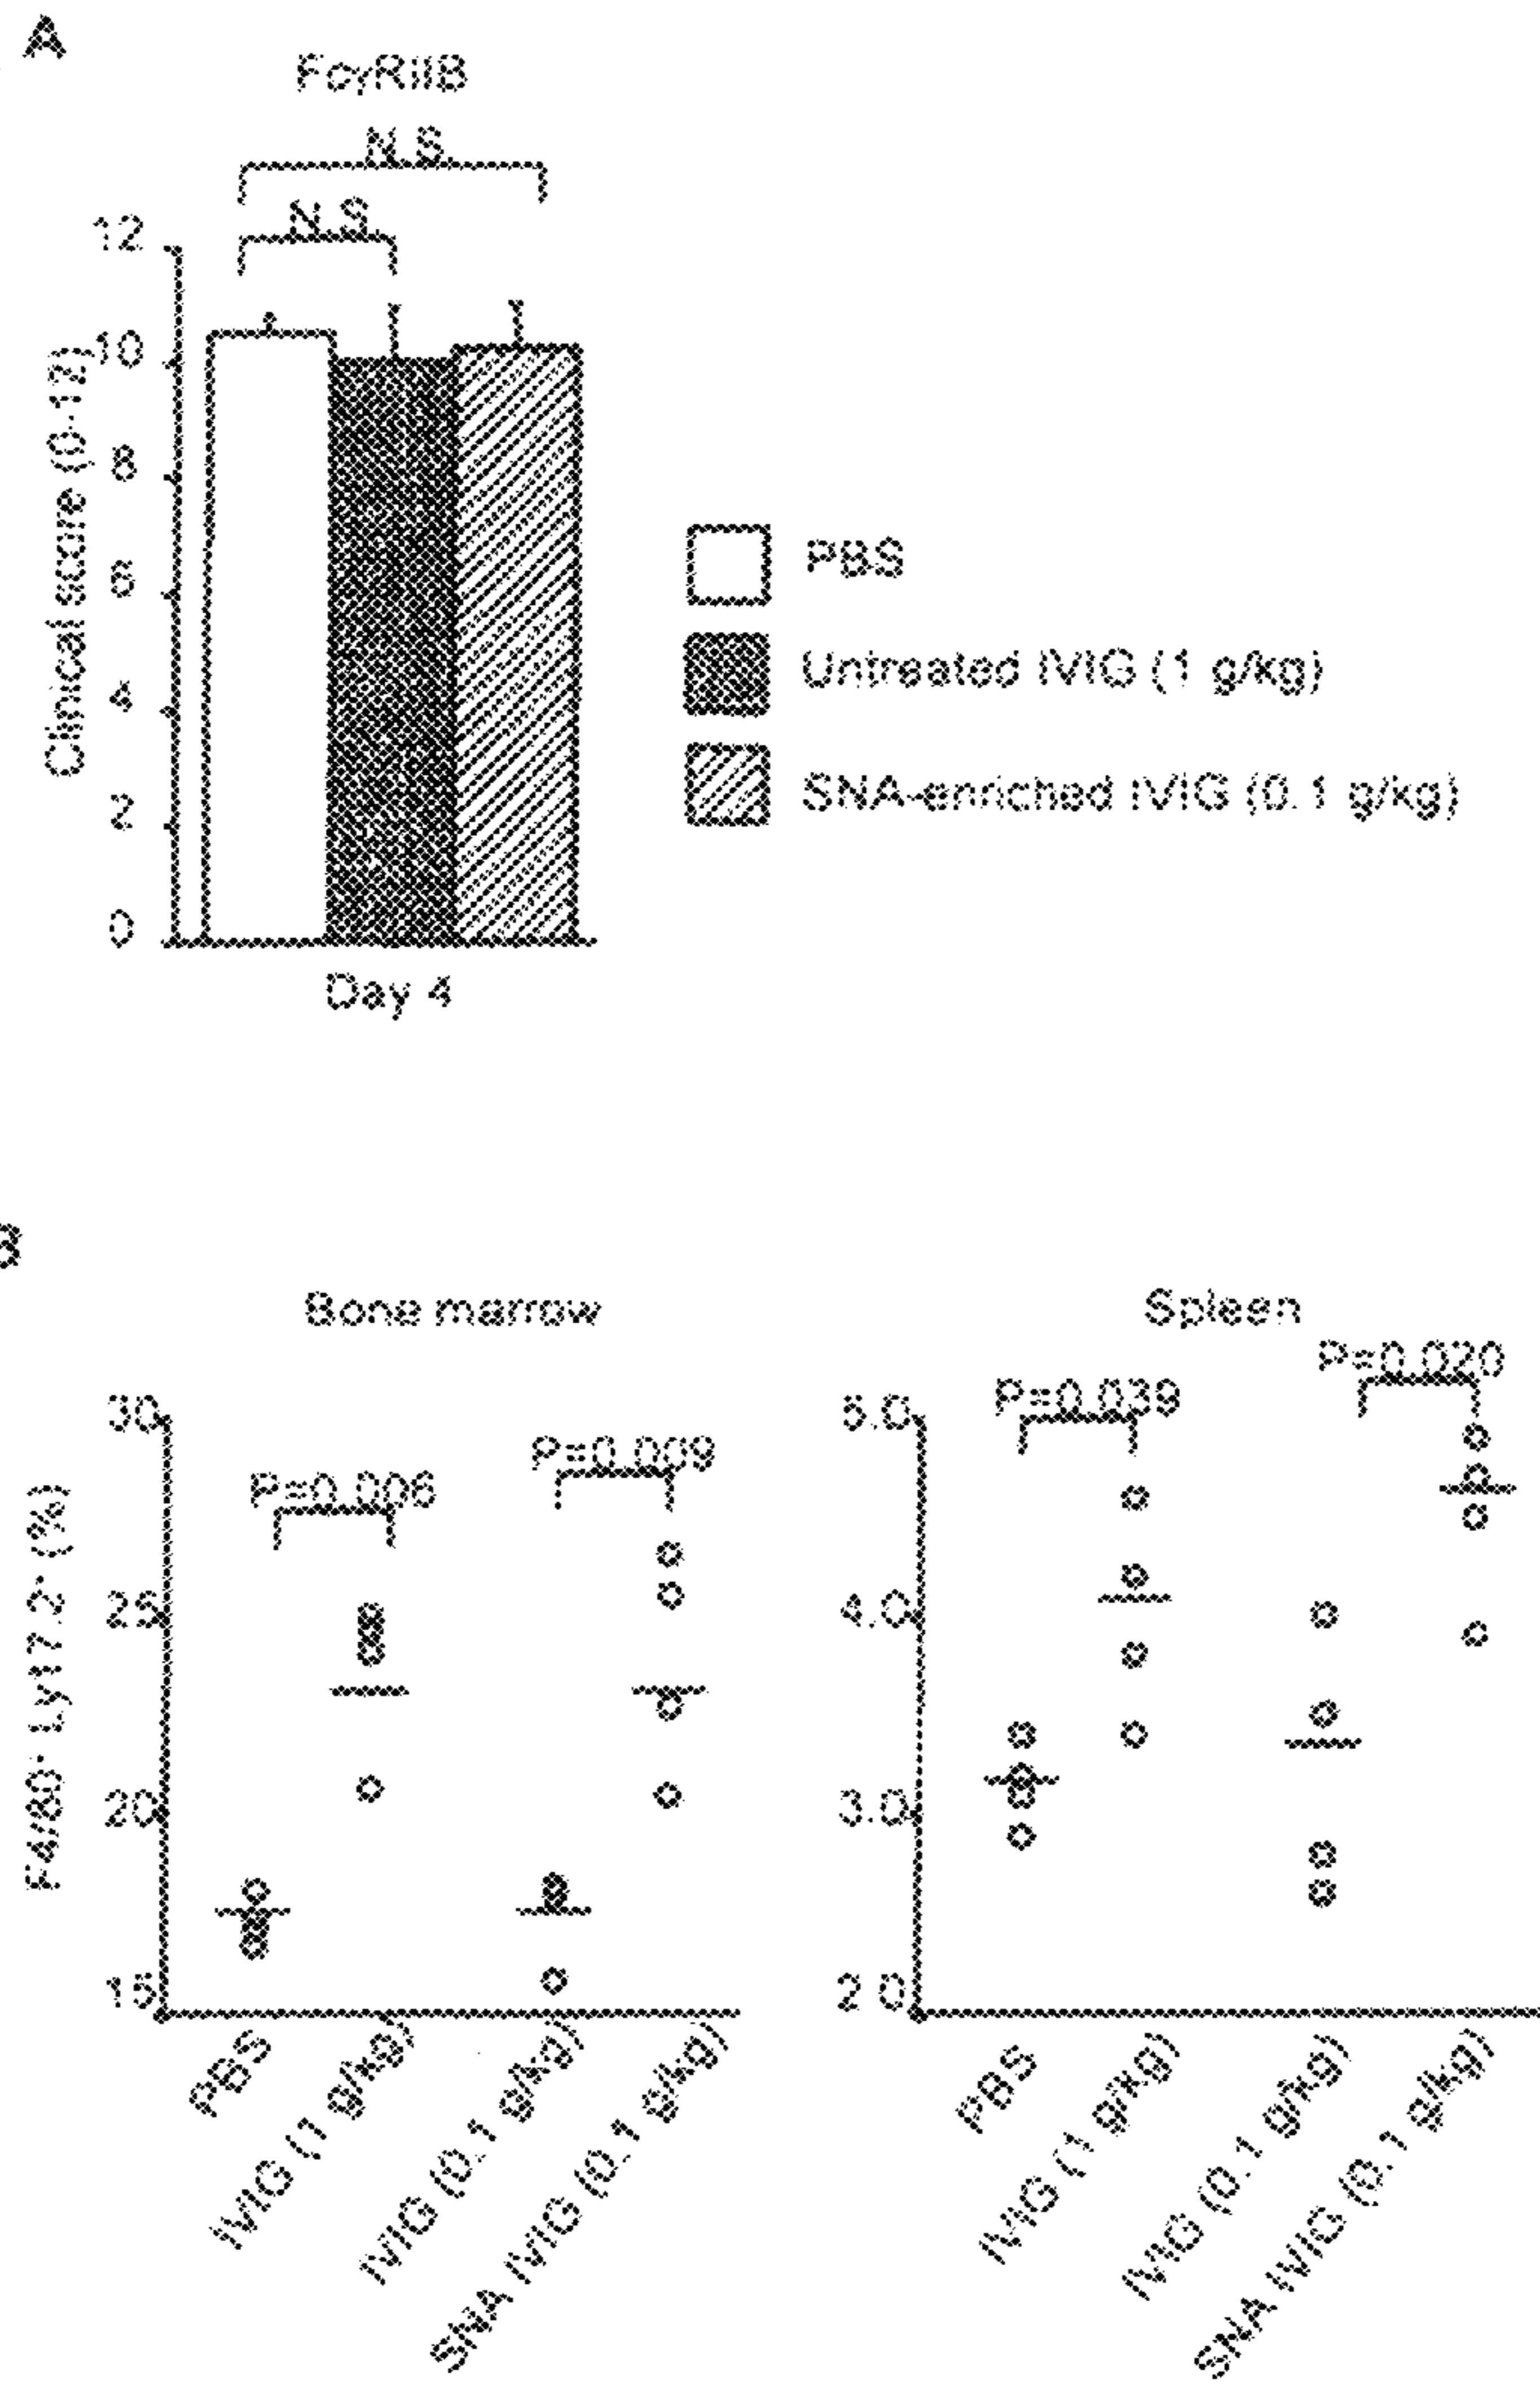 A
FcγRIIB
N.S.
N.S.
12
10
8
6
4
2
0
Clinical score (0-12)
Day 4
PBS
Untreated IVIG (1 g/kg)
SNA-enriched IVIG (0.1 g/kg)
B
Bone marrow
P=0.006
P=0.009
30
25
20
15
F4/80⁺ Ly17.2⁺ (%)
PBS
IVIG (1 g/kg)
IVIG (0.1 g/kg)
SNA IVIG (0.1 g/kg)
Spleen
P=0.039
P=0.020
5.0
4.0
3.0
2.0
PBS
IVIG (1 g/kg)
IVIG (0.1 g/kg)
SNA IVIG (0.1 g/kg)